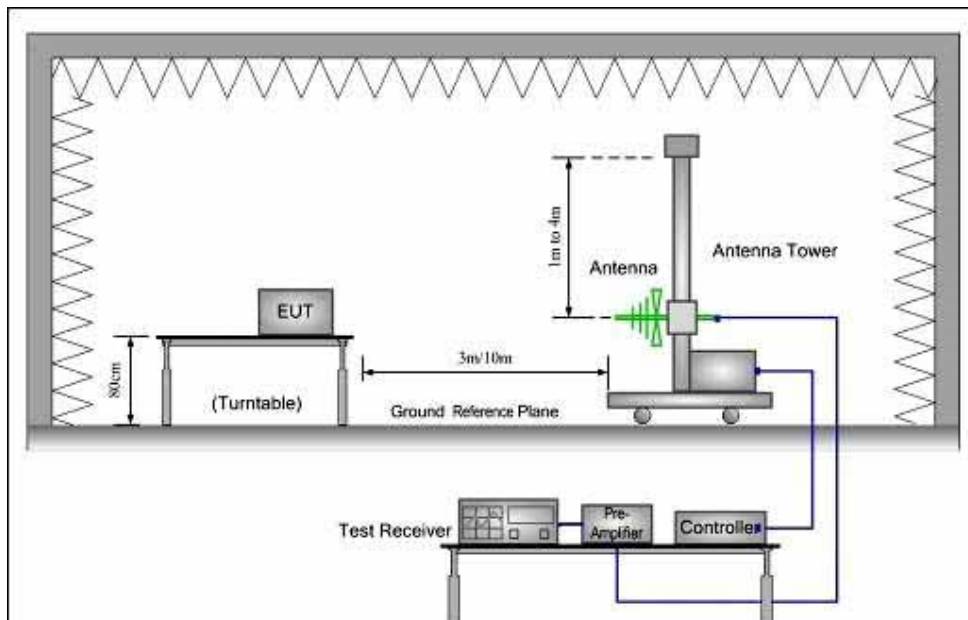 1m to 4m
Antenna
Antenna Tower
EUT
80cm
(Turntable)
3m/10m
Ground Reference Plane
Test Receiver
Pre-
Amplifier
Controller